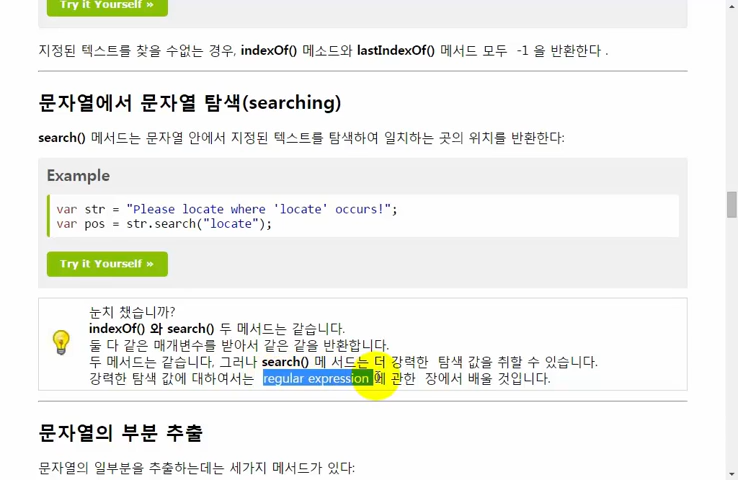 Try it Yourself »
지정된 텍스트를 찾을 수없는 경우, indexOf() 메소드와 lastIndexOf() 메서드 모두 -1 을 반환한다 .
문자열에서 문자열 탐색(searching)
search() 메서드는 문자열 안에서 지정된 텍스트를 탐색하여 일치하는 곳의 위치를 반환한다:
Example
var str = "Please locate where 'locate' occurs!";
var pos = str.search("locate");
Try it Yourself »
눈치 챘습니까?
indexOf() 와 search() 두 메서드는 같습니다.
둘 다 같은 매개변수를 받아서 같은 값을 반환합니다.
두 메서드는 같습니다. 그러나 search() 메 서드는 더 강력한 탐색 값을 취할 수 있습니다.
강력한 탐색 값에 대하여서는 regular expression 에 관한 장에서 배울 것입니다.
문자열의 부분 추출
문자열의 일부분을 추출하는데는 세가지 메서드가 있다: